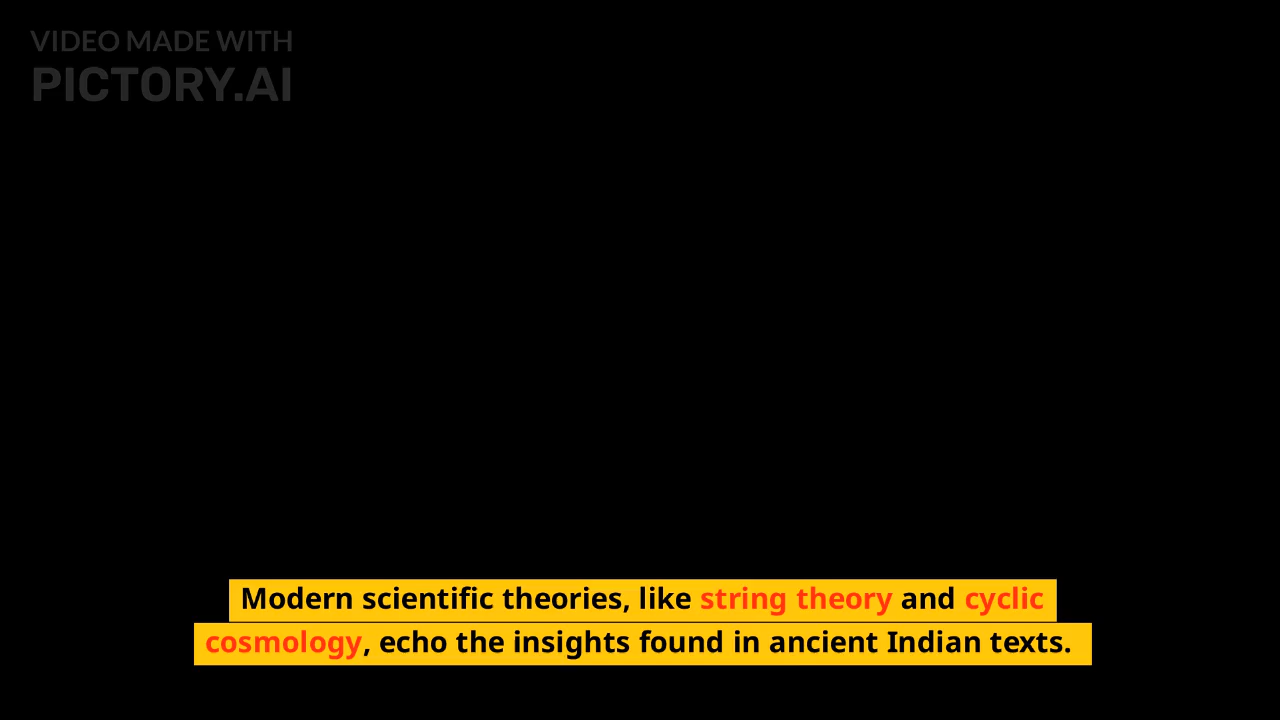 VIDEO MADE WITH
PICTORY.AI
Modern scientific theories, like string theory and cyclic
cosmology, echo the insights found in ancient Indian texts.